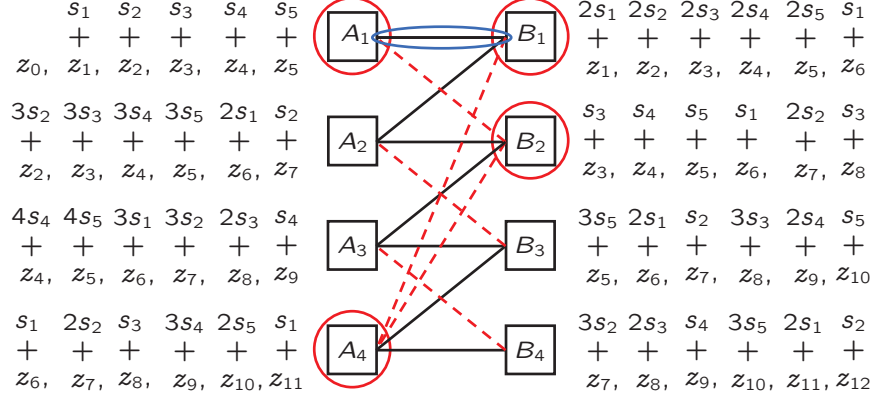 s₁ s₂ s₃ s₄ s₅ A₁ B₁ 2s₁ 2s₂ 2s₃ 2s₄ 2s₅ s₁
+ + + + + + + + + + +
z₀, z₁, z₂, z₃, z₄, z₅ z₁, z₂, z₃, z₄, z₅, z₆
3s₂ 3s₃ 3s₄ 3s₅ 2s₁ s₂ A₂ B₂ s₃ s₄ s₅ s₁ 2s₂ s₃
+ + + + + + + + + + + +
z₂, z₃, z₄, z₅, z₆, z₇ z₃, z₄, z₅, z₆, z₇, z₈
4s₄ 4s₅ 3s₁ 3s₂ 2s₃ s₄ A₃ B₃ 3s₅ 2s₁ s₂ 3s₃ 2s₄ s₅
+ + + + + + + + + + + +
z₄, z₅, z₆, z₇, z₈, z₉ z₅, z₆, z₇, z₈, z₉, z₁₀
s₁ 2s₂ s₃ 3s₄ 2s₅ s₁ A₄ B₄ 3s₂ 2s₃ s₄ 3s₅ 2s₁ s₂
+ + + + + + + + + + + +
z₆, z₇, z₈, z₉, z₁₀, z₁₁ z₇, z₈, z₉, z₁₀, z₁₁, z₁₂